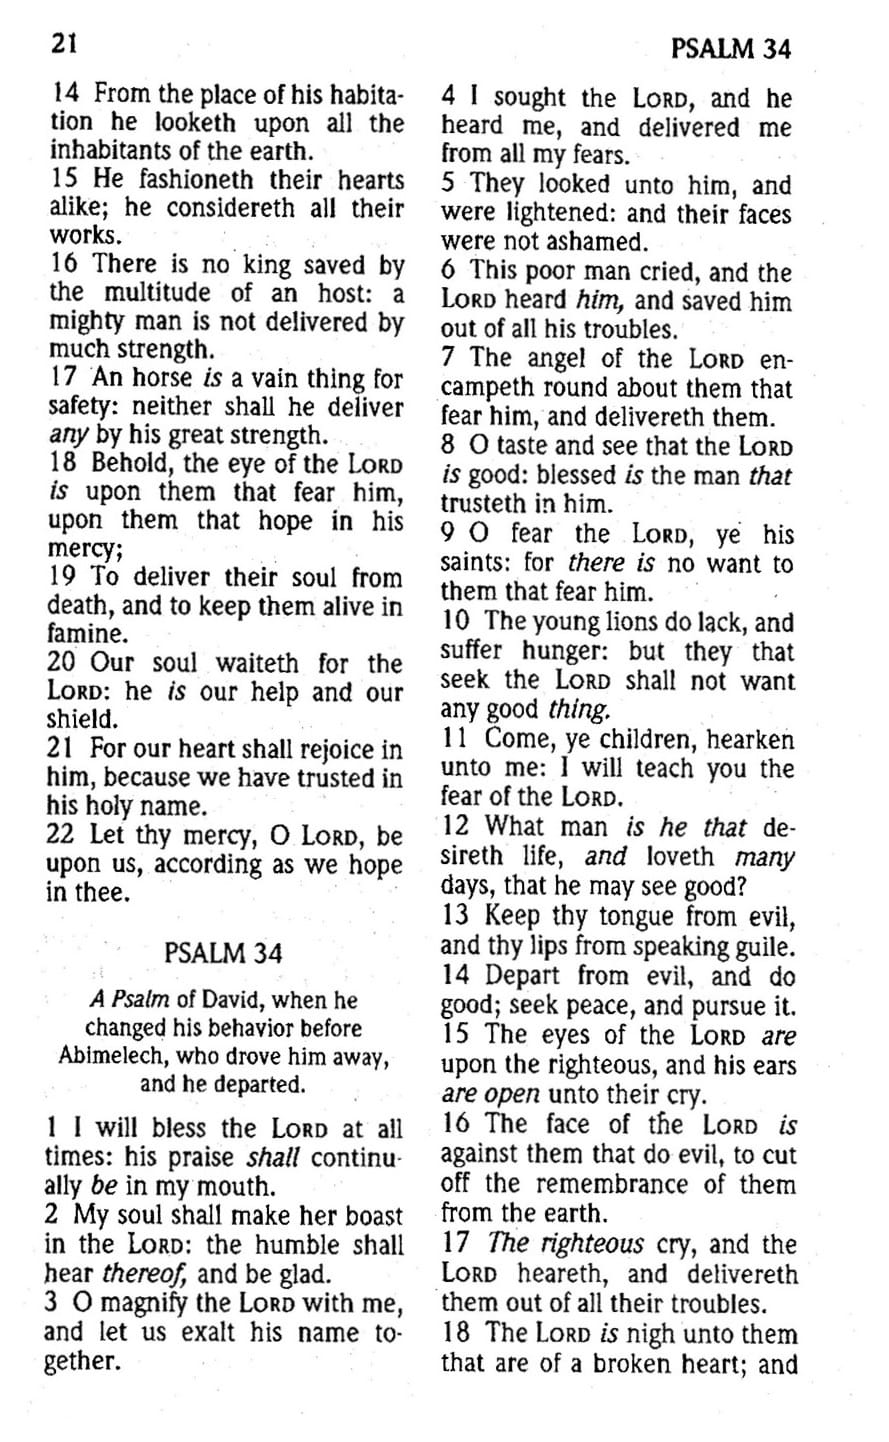 21
PSALM 34
14 From the place of his habita-
tion he looketh upon all the
inhabitants of the earth.
15 He fashioneth their hearts
alike; he considereth all their
works.
16 There is no king saved by
the multitude of an host: a
mighty man is not delivered by
much strength.
17 An horse is a vain thing for
safety: neither shall he deliver
any by his great strength.
18 Behold, the eye of the LORD
is upon them that fear him,
upon them that hope in his
mercy;
19 To deliver their soul from
death, and to keep them alive in
famine.
20 Our soul waiteth for the
LORD: he is our help and our
shield.
21 For our heart shall rejoice in
him, because we have trusted in
his holy name.
22 Let thy mercy, O LORD, be
upon us, according as we hope
in thee.
PSALM 34
A Psalm of David, when he
changed his behavior before
Abimelech, who drove him away,
and he departed.
1 I will bless the LORD at all
times: his praise shall continu-
ally be in my mouth.
2 My soul shall make her boast
in the LORD: the humble shall
hear thereof, and be glad.
3 O magnify the LORD with me,
and let us exalt his name to-
gether.
4 I sought the LORD, and he
heard me, and delivered me
from all my fears.
5 They looked unto him, and
were lightened: and their faces
were not ashamed.
6 This poor man cried, and the
LORD heard him, and saved him
out of all his troubles.
7 The angel of the LORD en-
campeth round about them that
fear him, and delivereth them.
8 O taste and see that the LORD
is good: blessed is the man that
trusteth in him.
9 O fear the LORD, ye his
saints: for there is no want to
them that fear him.
10 The young lions do lack, and
suffer hunger: but they that
seek the LORD shall not want
any good thing.
11 Come, ye children, hearken
unto me: I will teach you the
fear of the LORD.
12 What man is he that de-
sireth life, and loveth many
days, that he may see good?
13 Keep thy tongue from evil,
and thy lips from speaking guile.
14 Depart from evil, and do
good; seek peace, and pursue it.
15 The eyes of the LORD are
upon the righteous, and his ears
are open unto their cry.
16 The face of the LORD is
against them that do evil, to cut
off the remembrance of them
from the earth.
17 The righteous cry, and the
LORD heareth, and delivereth
them out of all their troubles.
18 The LORD is nigh unto them
that are of a broken heart; and